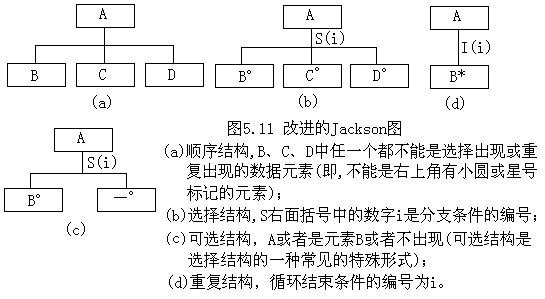 A
B
C
D
(a)
A
S(i)
B°
C°
D°
(b)
A
I(i)
B*
(d)
图5.11 改进的Jackson图
A
S(i)
B°
—°
(c)
(a)顺序结构,B、C、D中任一个都不能是选择出现或重
复出现的数据元素(即,不能是右上角有小圆或星号
标记的元素);
(b)选择结构,S右面括号中的数字i是分支条件的编号;
(c)可选结构, A或者是元素B或者不出现(可选结构是
选择结构的一种常见的特殊形式);
(d)重复结构, 循环结束条件的编号为i。